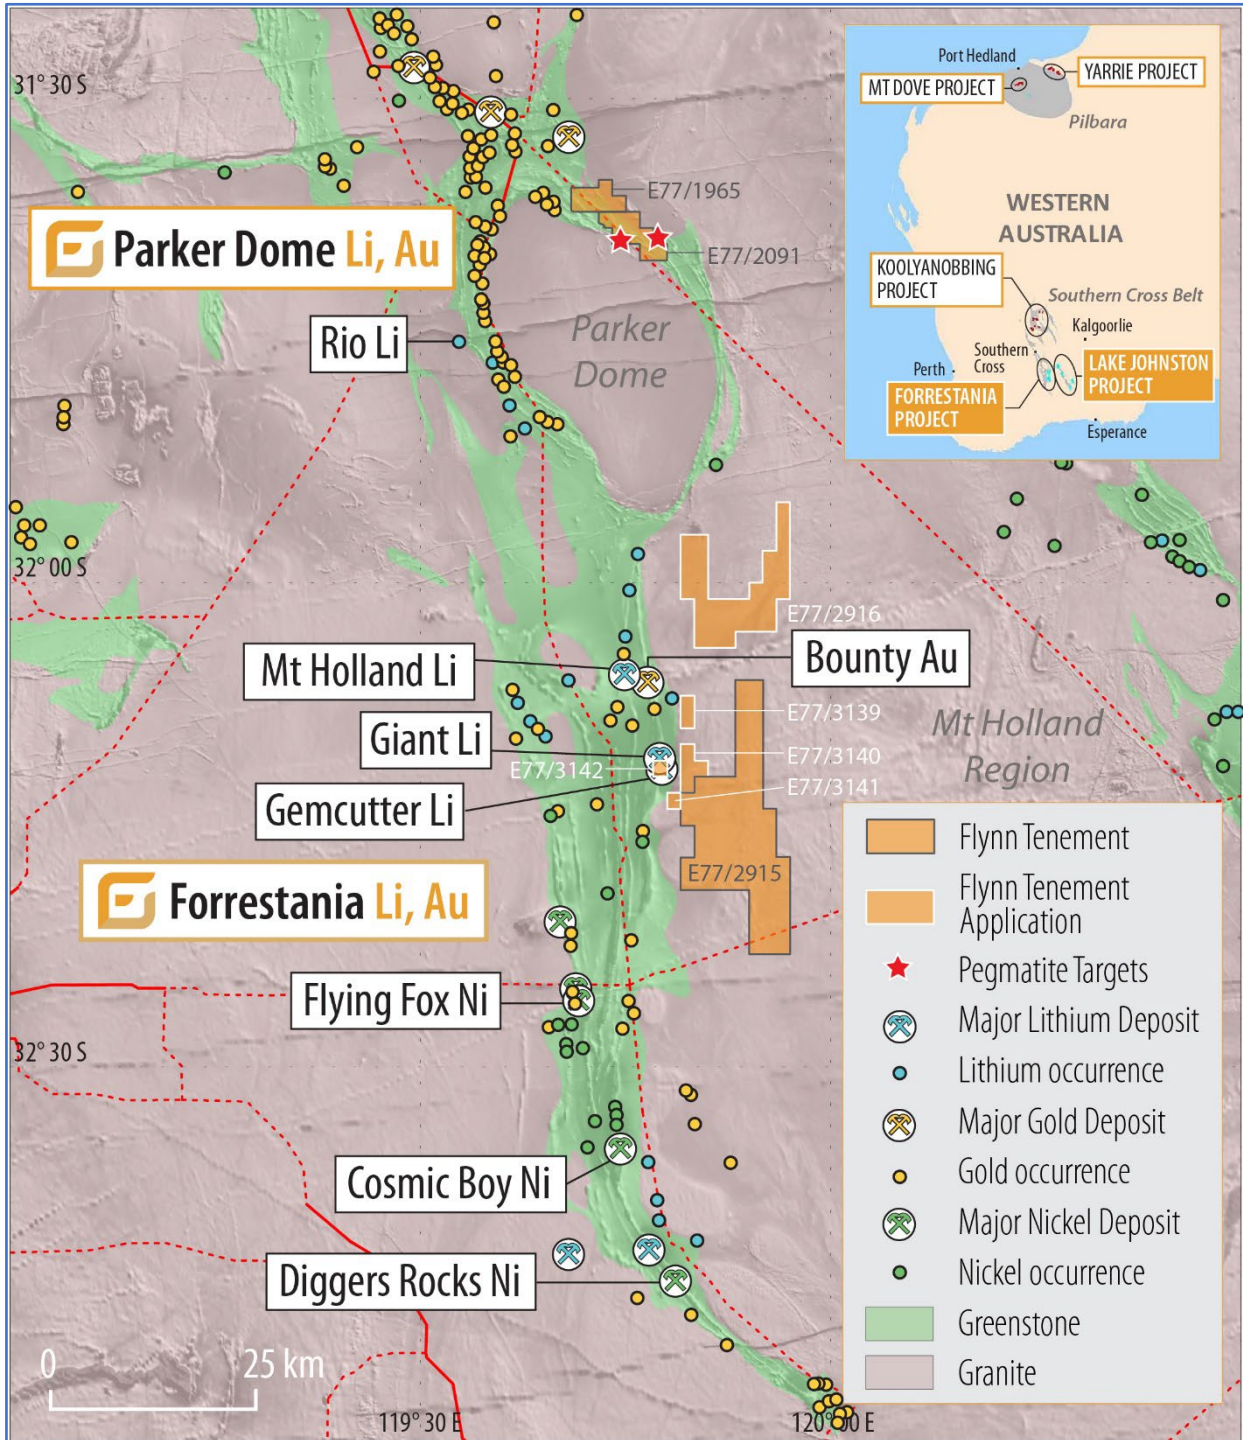 31° 30 S
Port Hedland
YARRIE PROJECT
MT DOVE PROJECT
Pilbara
WESTERN
AUSTRALIA
KOOLYANOBBING
PROJECT
Southern Cross Belt
Kalgoorlie
Southern
Cross
Perth
LAKE JOHNSTON
PROJECT
FORRESTANIA
PROJECT
Esperance
E77/1965
Parker Dome Li, Au
E77/2091
Rio Li
Parker
Dome
32° 00 S
E77/2916
Mt Holland Li
Bounty Au
E77/3139
Mt Holland
Region
Giant Li
E77/3140
E77/3142
E77/3141
Gemcutter Li
E77/2915
Forrestania Li, Au
Flying Fox Ni
32° 30 S
Cosmic Boy Ni
Diggers Rocks Ni
Flynn Tenement
Flynn Tenement
Application
Pegmatite Targets
Major Lithium Deposit
Lithium occurrence
Major Gold Deposit
Gold occurrence
Major Nickel Deposit
Nickel occurrence
Greenstone
Granite
0 25 km
119° 30 E
120° 00 E